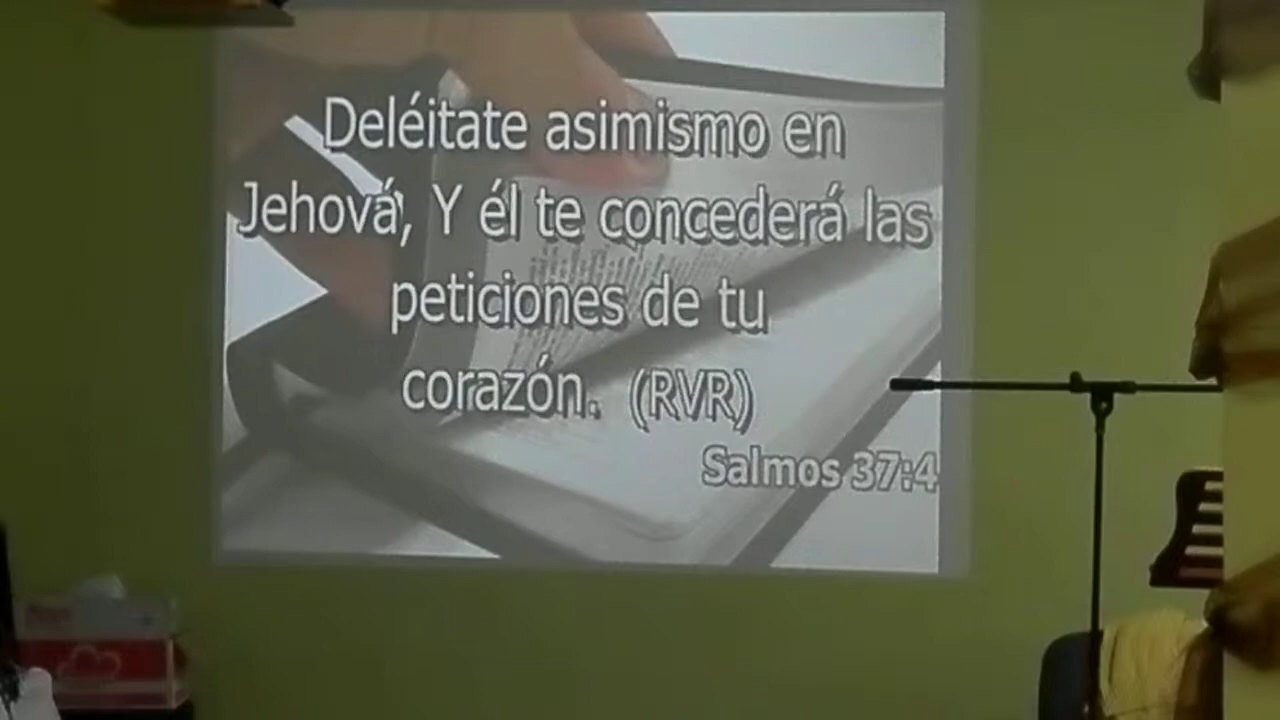 Deléitate asimismo en
Jehová, Y él te concederá las
peticiones de tu
corazón. (RVR)
Salmos 37:4